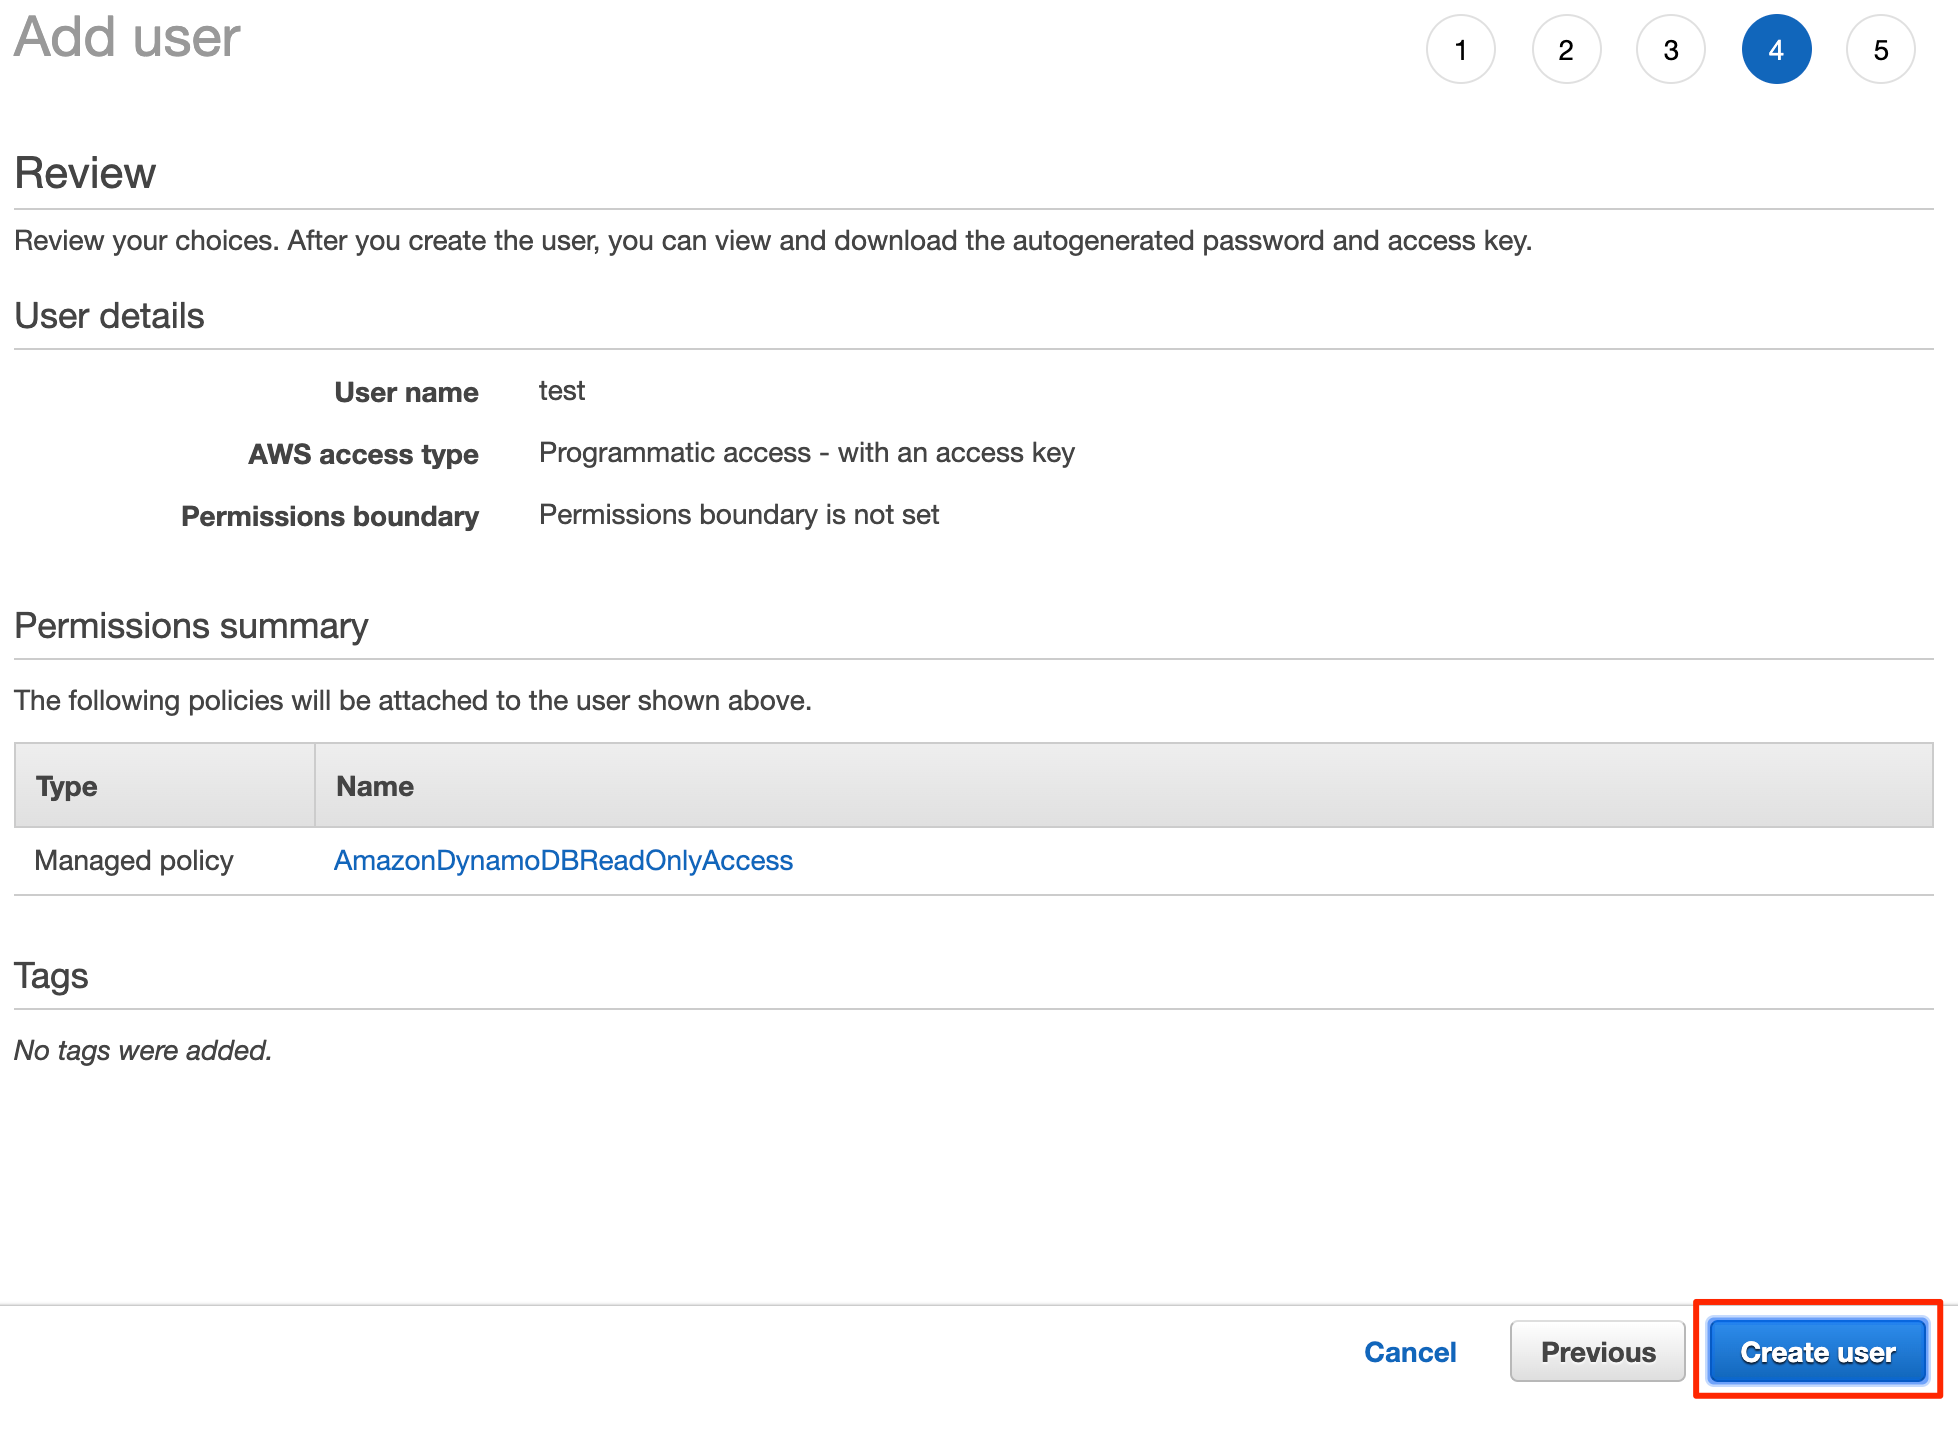 Add user
1 2 3 4 5
Review
Review your choices. After you create the user, you can view and download the autogenerated password and access key.
User details
User name test
AWS access type Programmatic access - with an access key
Permissions boundary Permissions boundary is not set
Permissions summary
The following policies will be attached to the user shown above.
Type Name
Managed policy AmazonDynamoDBReadOnlyAccess
Tags
No tags were added.
Cancel Previous Create user